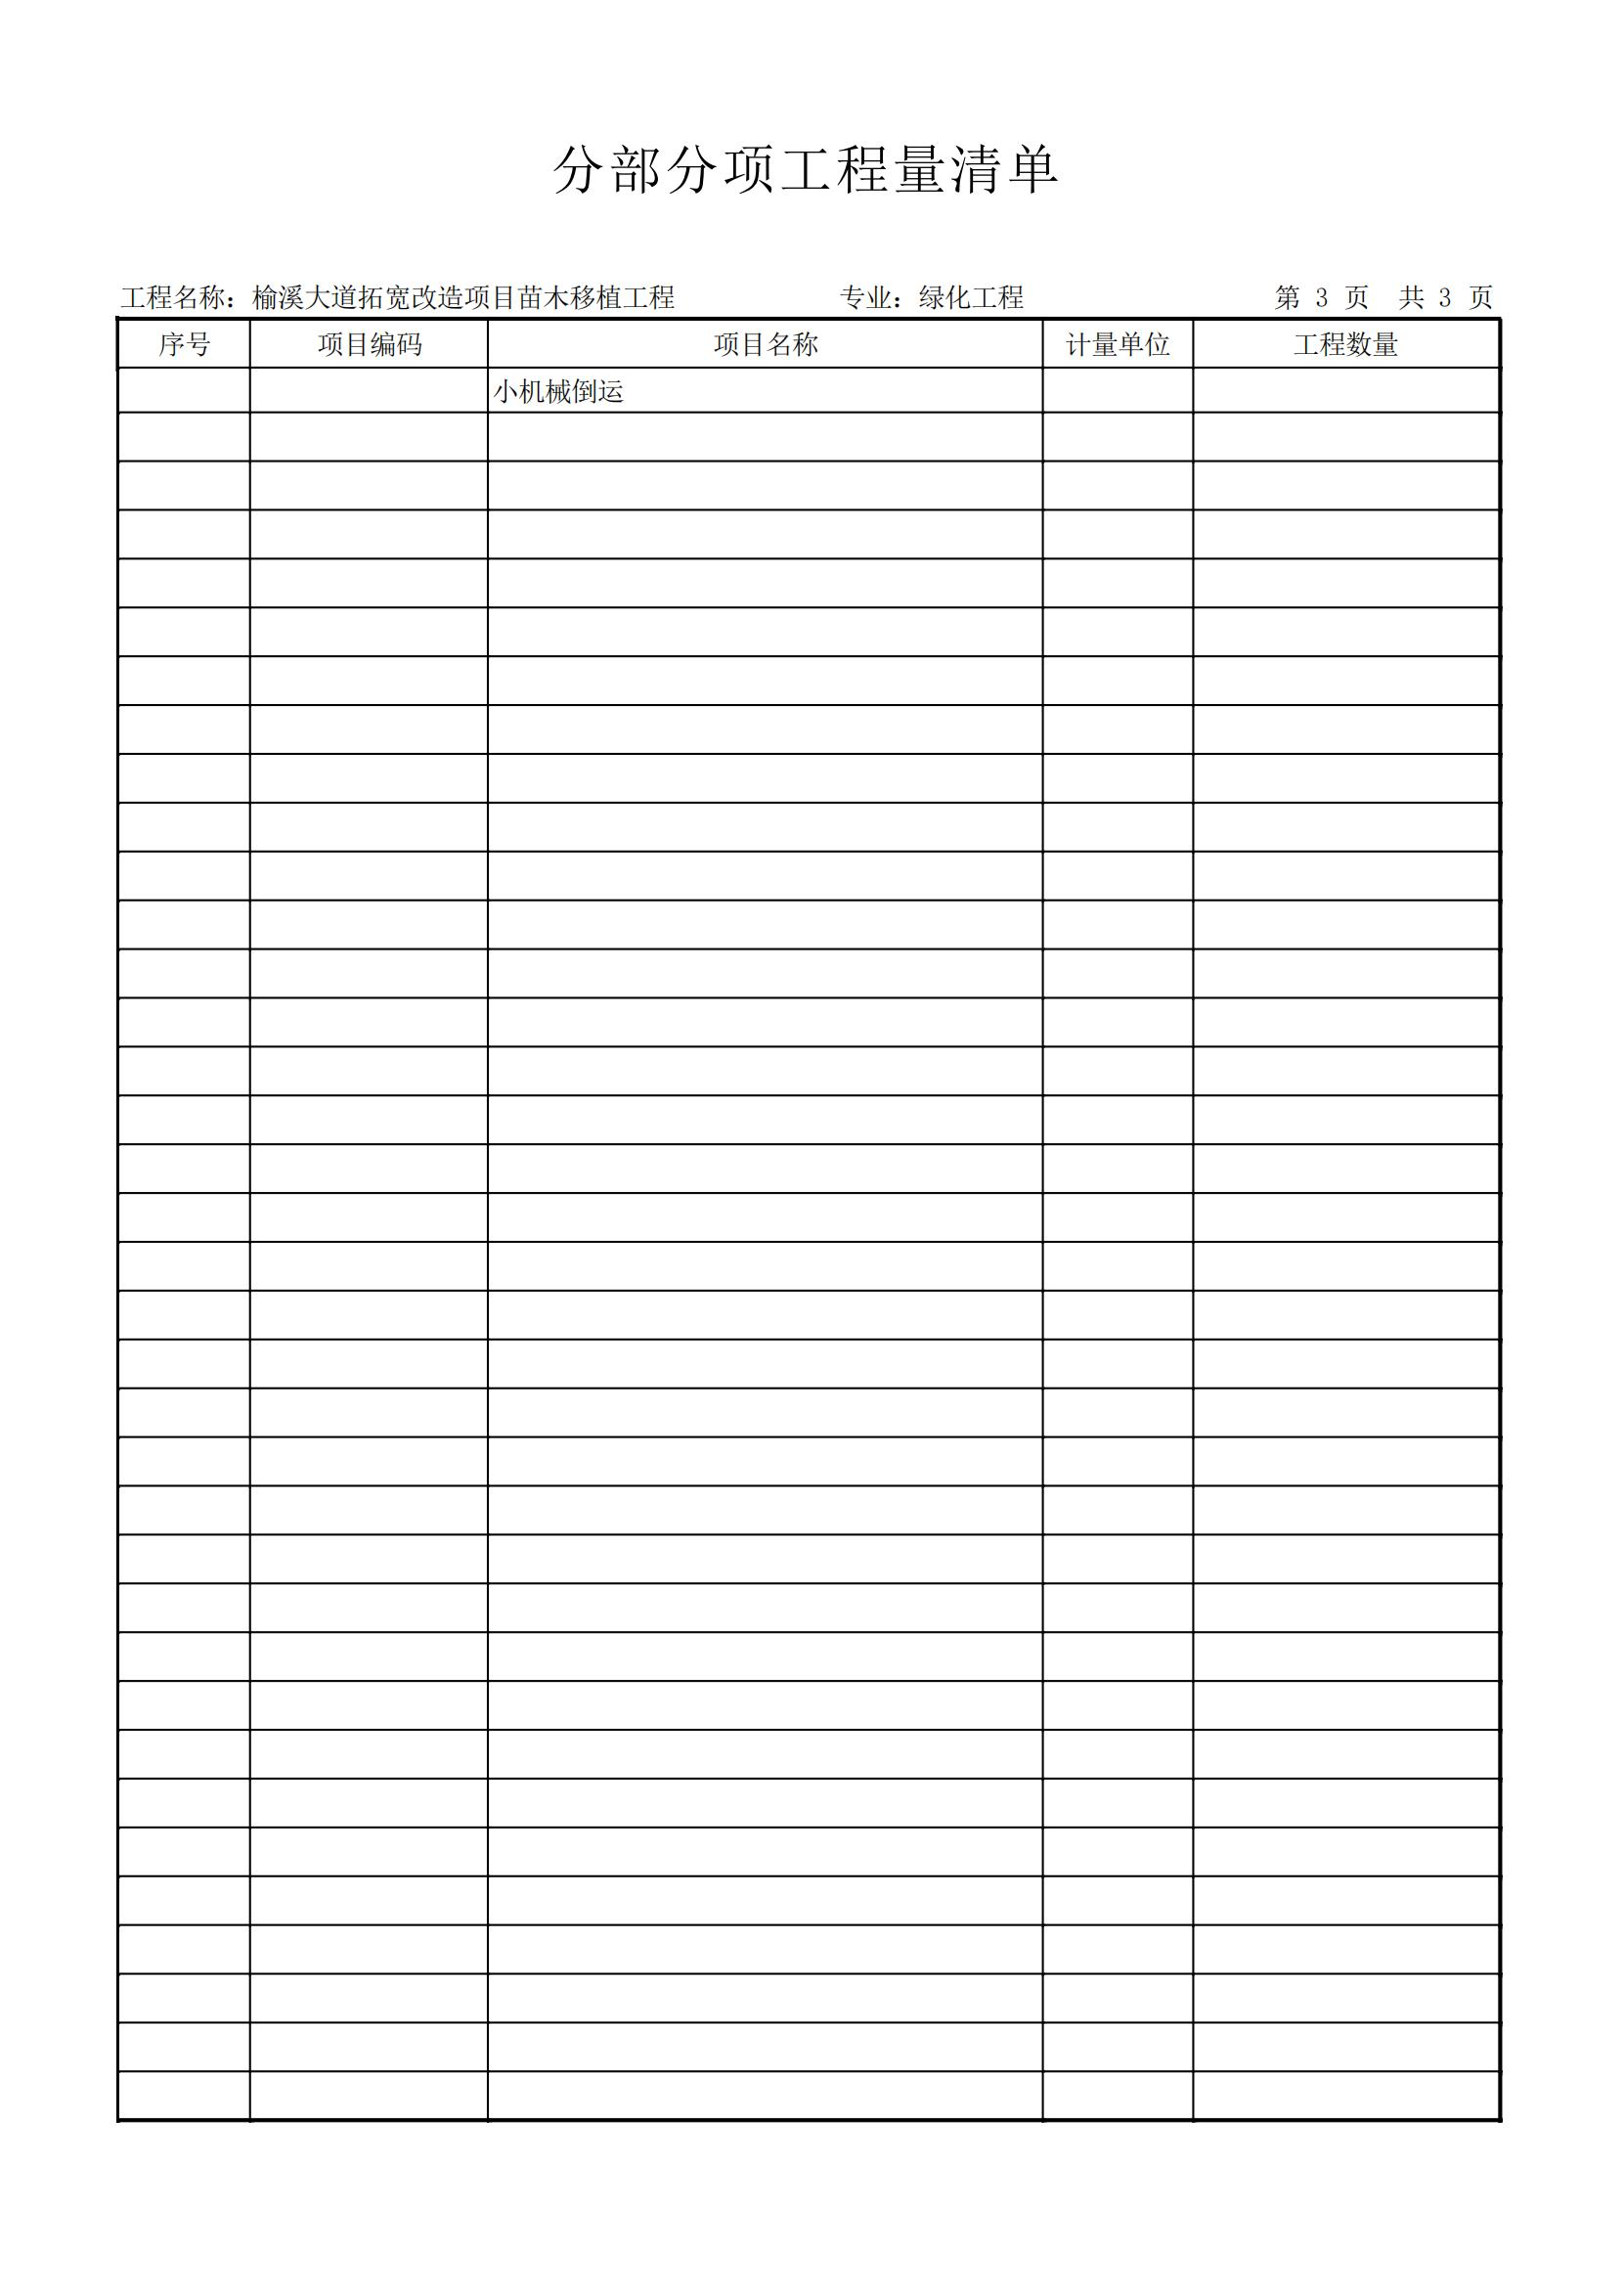 分部分项工程量清单
工程名称：榆溪大道拓宽改造项目苗木移植工程 专业：绿化工程 第 3 页 共 3 页
序号 项目编码 项目名称 计量单位 工程数量
小机械倒运